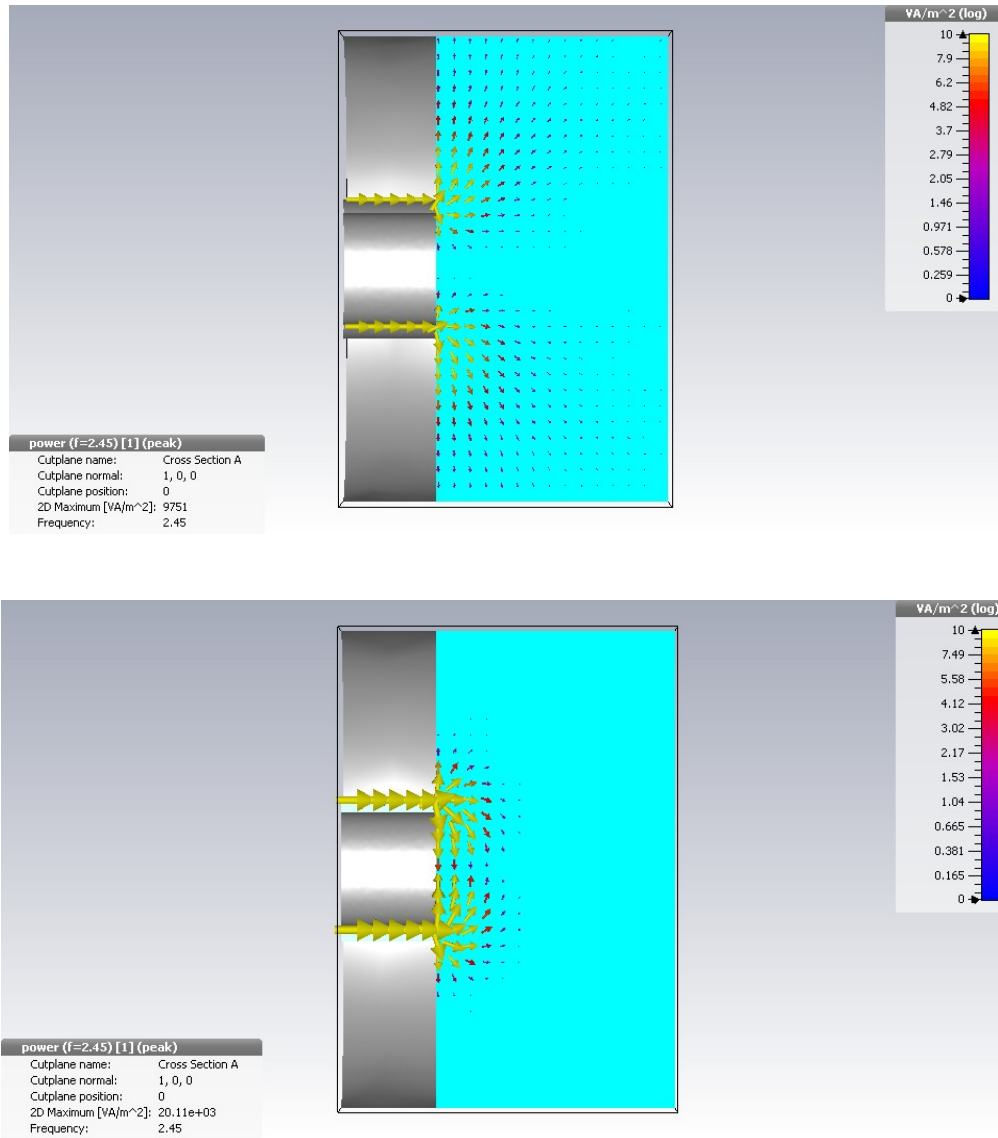 VA/m^2 (log)
10
7.9
6.2
4.82
3.7
2.79
2.05
1.46
0.971
0.578
0.259
0
power (f=2.45) [1] (peak)
Cutplane name: Cross Section A
Cutplane normal: 1, 0, 0
Cutplane position: 0
2D Maximum [VA/m^2]: 9751
Frequency: 2.45
VA/m^2 (log)
10
7.49
5.58
4.12
3.02
2.17
1.53
1.04
0.665
0.381
0.165
0
power (f=2.45) [1] (peak)
Cutplane name: Cross Section A
Cutplane normal: 1, 0, 0
Cutplane position: 0
2D Maximum [VA/m^2]: 20.11e+03
Frequency: 2.45